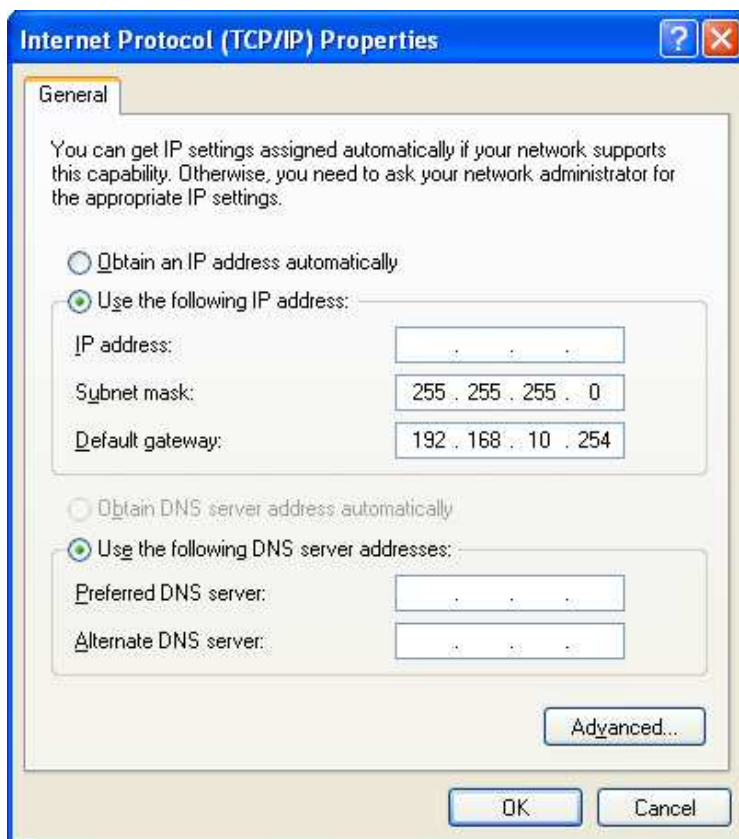 Internet Protocol (TCP/IP) Properties
General
You can get IP settings assigned automatically if your network supports
this capability. Otherwise, you need to ask your network administrator for
the appropriate IP settings.
Obtain an IP address automatically
Use the following IP address:
IP address: . . .
Subnet mask: 255 . 255 . 255 . 0
Default gateway: 192 . 168 . 10 . 254
Obtain DNS server address automatically
Use the following DNS server addresses:
Preferred DNS server: . . .
Alternate DNS server: . . .
Advanced...
OK Cancel